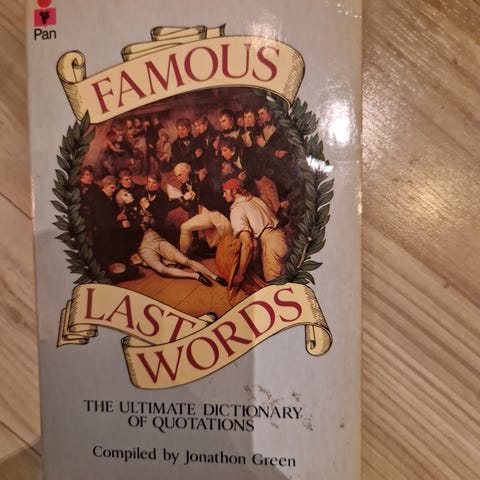 Pan
FAMOUS
LAST
WORDS
THE ULTIMATE DICTIONARY
OF QUOTATIONS
Compiled by Jonathon Green